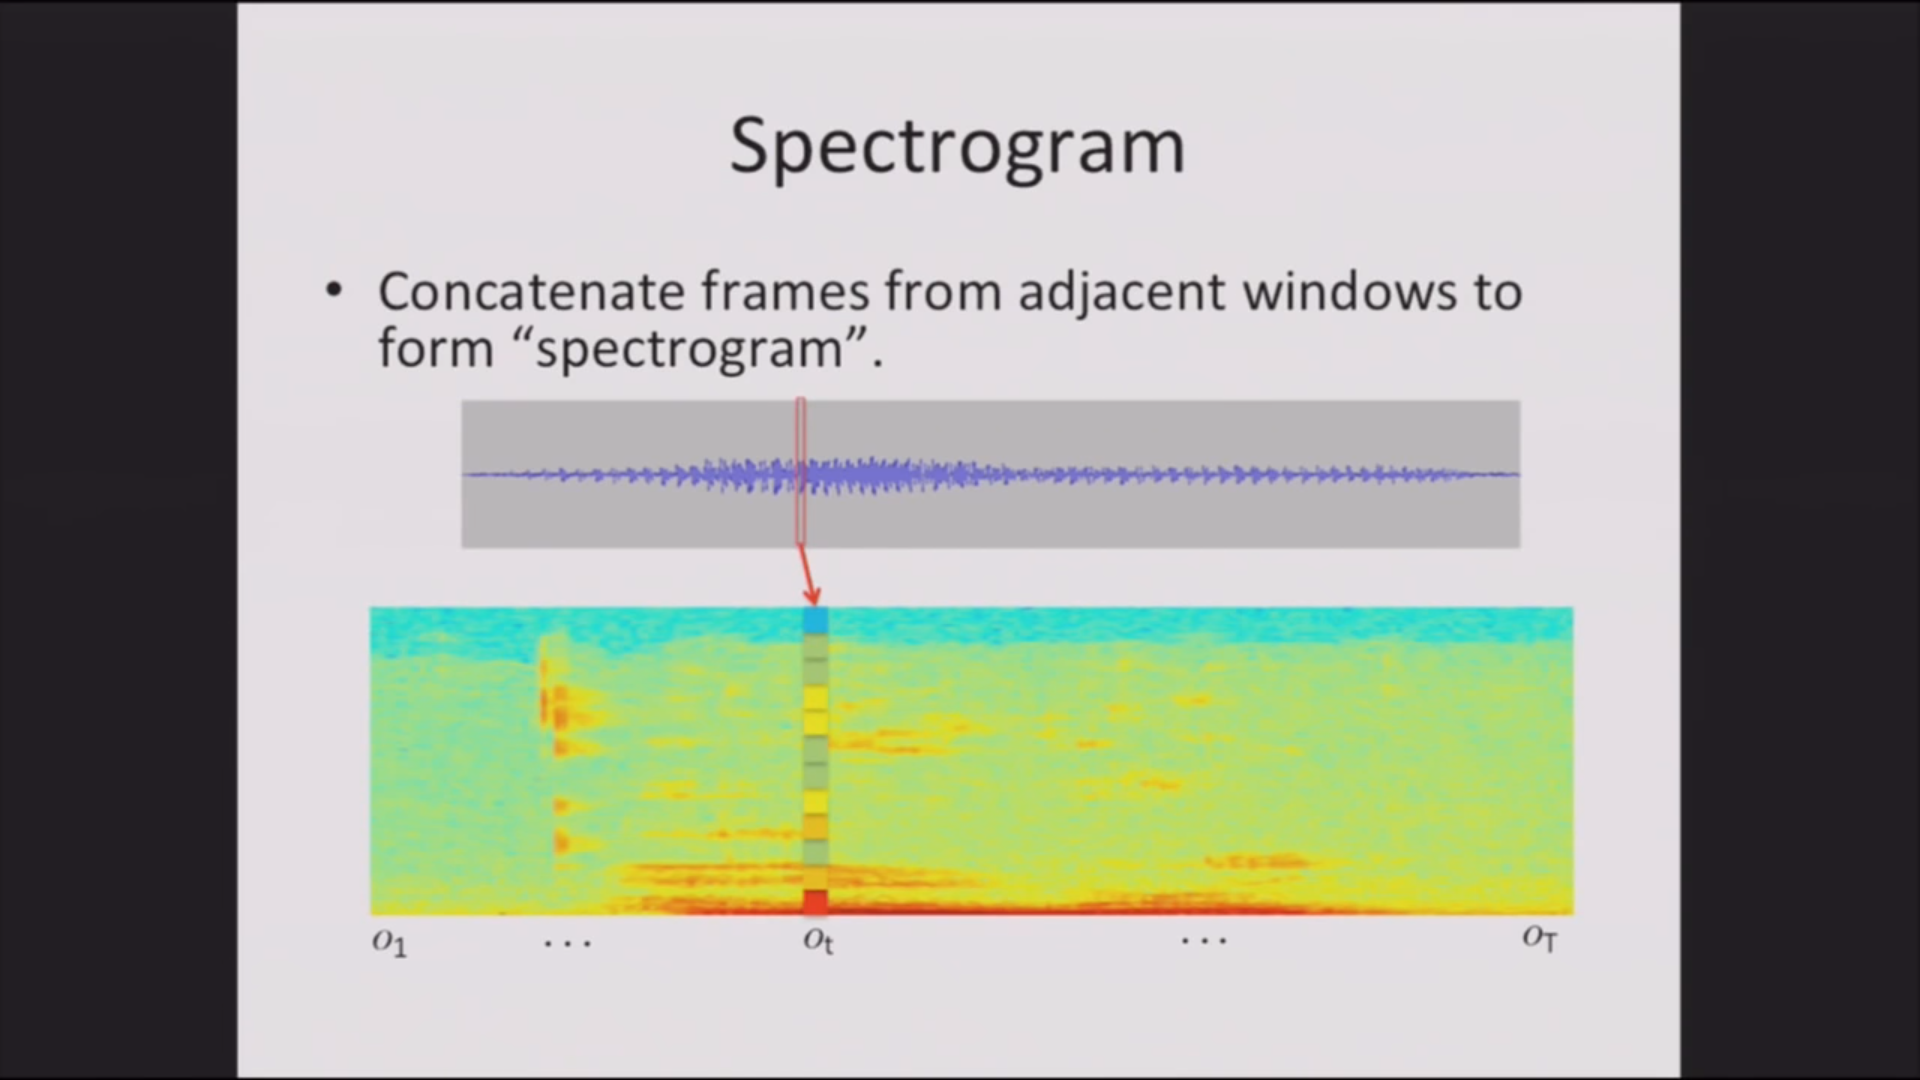 Spectrogram
• Concatenate frames from adjacent windows to
form “spectrogram”.
o1 ... ot ... oT